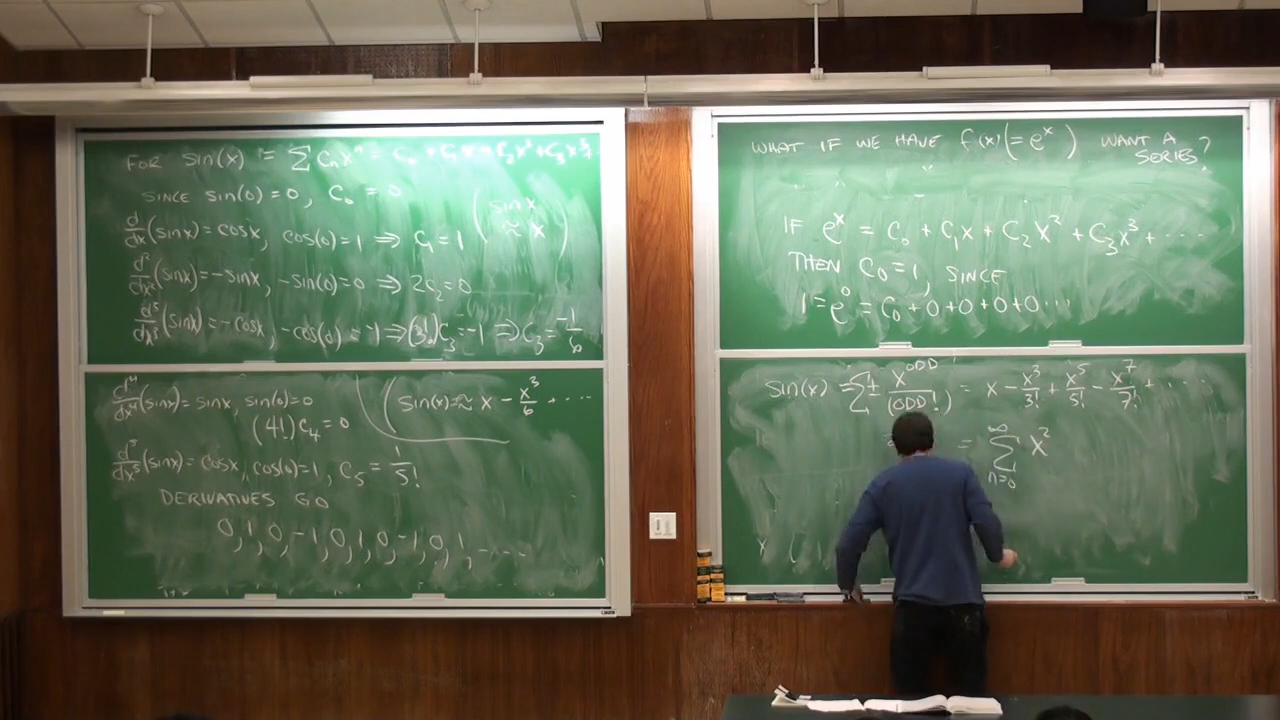 FOR sin(x) = ∑ CₙXⁿ = C₀ + C₁X + C₂X² + C₃X³+
SINCE sin(0)=0, C₀ = 0
d/dx(sinx)=cosx, cos(0)=1 ⇒ C₁=1 (sinx ≈ x)
d²/dx²(sinx)=-sinx, -sin(0)=0 ⇒ 2C₂=0
d³/dx³(sinx)=-cosx, -cos(0)=-1 ⇒ (3!)C₃=-1 ⇒ C₃=-1/6
d⁴/dx⁴(sinx)=sinx, sin(0)=0 (sin(x)≈ x - x³/6 + ...
(4!)C₄=0
d⁵/dx⁵(sinx)=cosx, cos(0)=1, C₅=1/5!
DERIVATIVES GO
0, 1, 0, -1, 0, 1, 0, -1, 0, 1, ....
WHAT IF WE HAVE f(x)(=eˣ) WANT A SERIES?
IF eˣ = C₀ + C₁X + C₂X² + C₃X³ + ....
THEN C₀=1, SINCE
1=e⁰=C₀+0+0+0+0...
sin(x) = ∑ ± X^ODD/(ODD!) = x - x³/3! + x⁵/5! - x⁷/7! + ....
= ∞∑n=0 X²